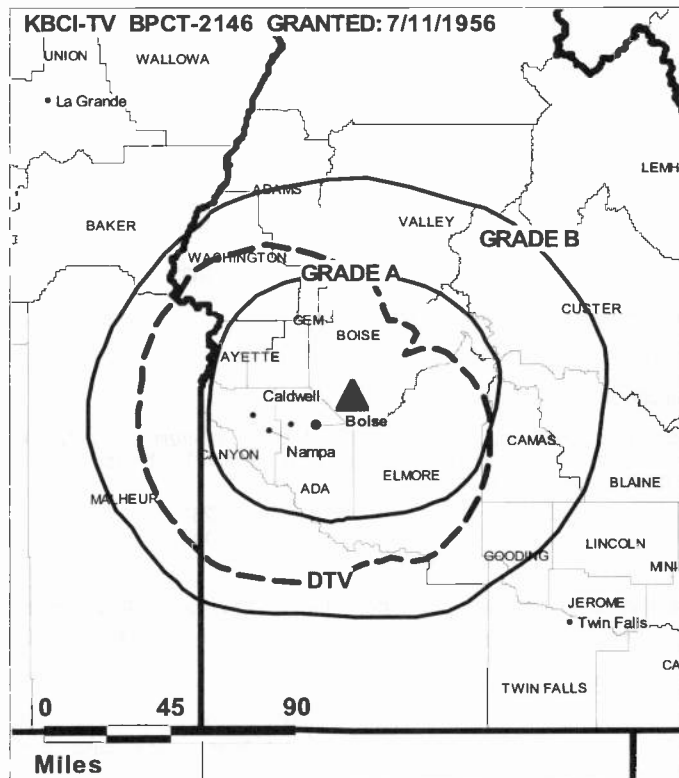 KBCI-TV BPCT-2146 GRANTED: 7/11/1956
UNION
WALLOWA
La Grande
LEMH
ADAMS
BAKER
VALLEY
GRADE B
WASHINGTON
GRADE A
CUSTER
GEM
BOISE
AYETTE
Caldwell
Boise
CAMAS
CANYON
Nampa
ELMORE
BLAINE
ADA
MALHEUR
LINCOLN
GOODING
MINI
DTV
JEROME
Twin Falls
CA
TWIN FALLS
0 45 90
Miles